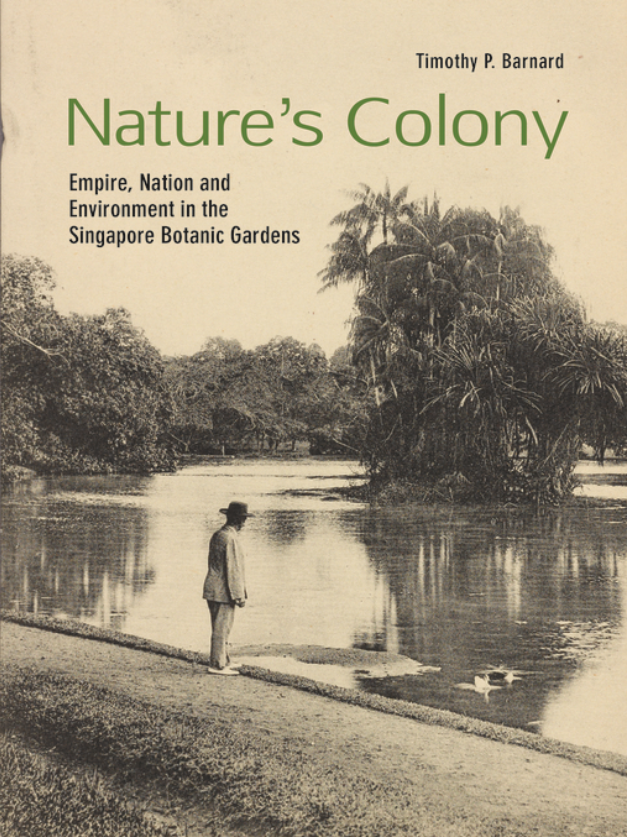 Timothy P. Barnard
Nature's Colony
Empire, Nation and
Environment in the
Singapore Botanic Gardens